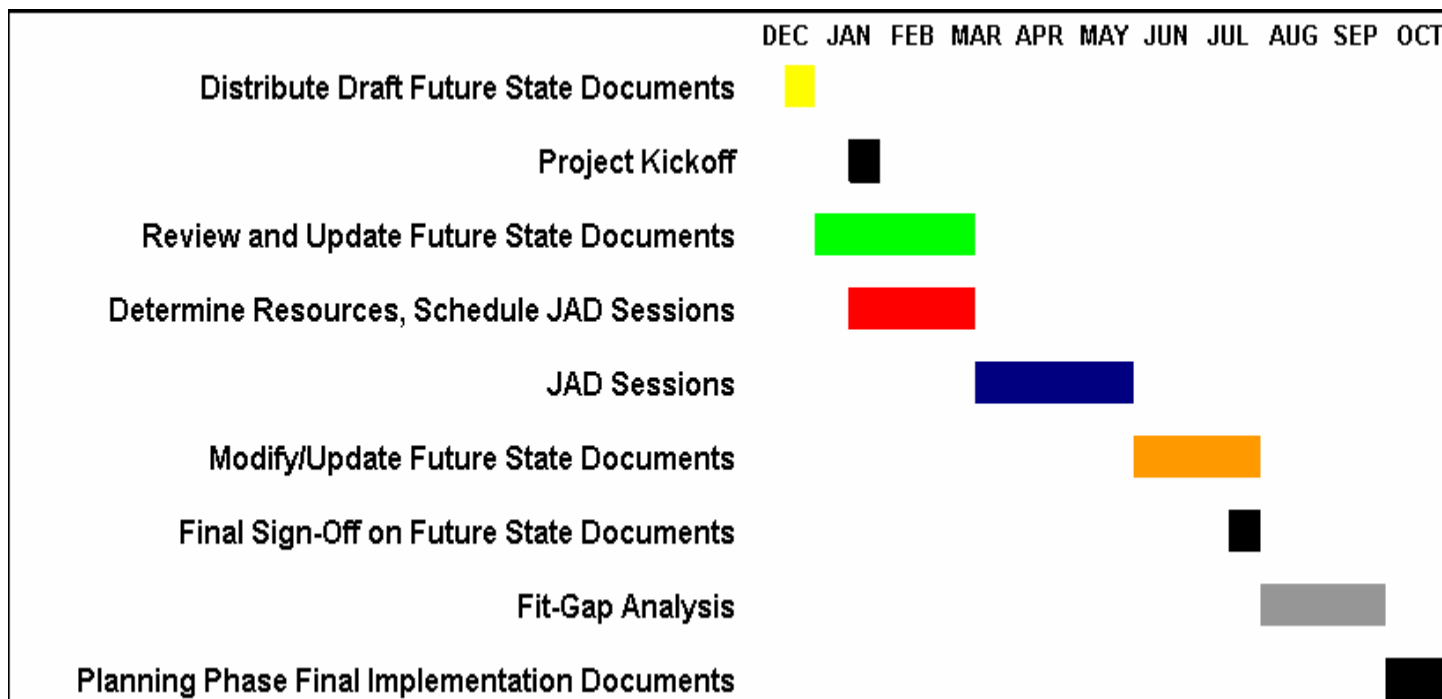 DEC JAN FEB MAR APR MAY JUN JUL AUG SEP OCT
Distribute Draft Future State Documents
Project Kickoff
Review and Update Future State Documents
Determine Resources, Schedule JAD Sessions
JAD Sessions
Modify/Update Future State Documents
Final Sign-Off on Future State Documents
Fit-Gap Analysis
Planning Phase Final Implementation Documents